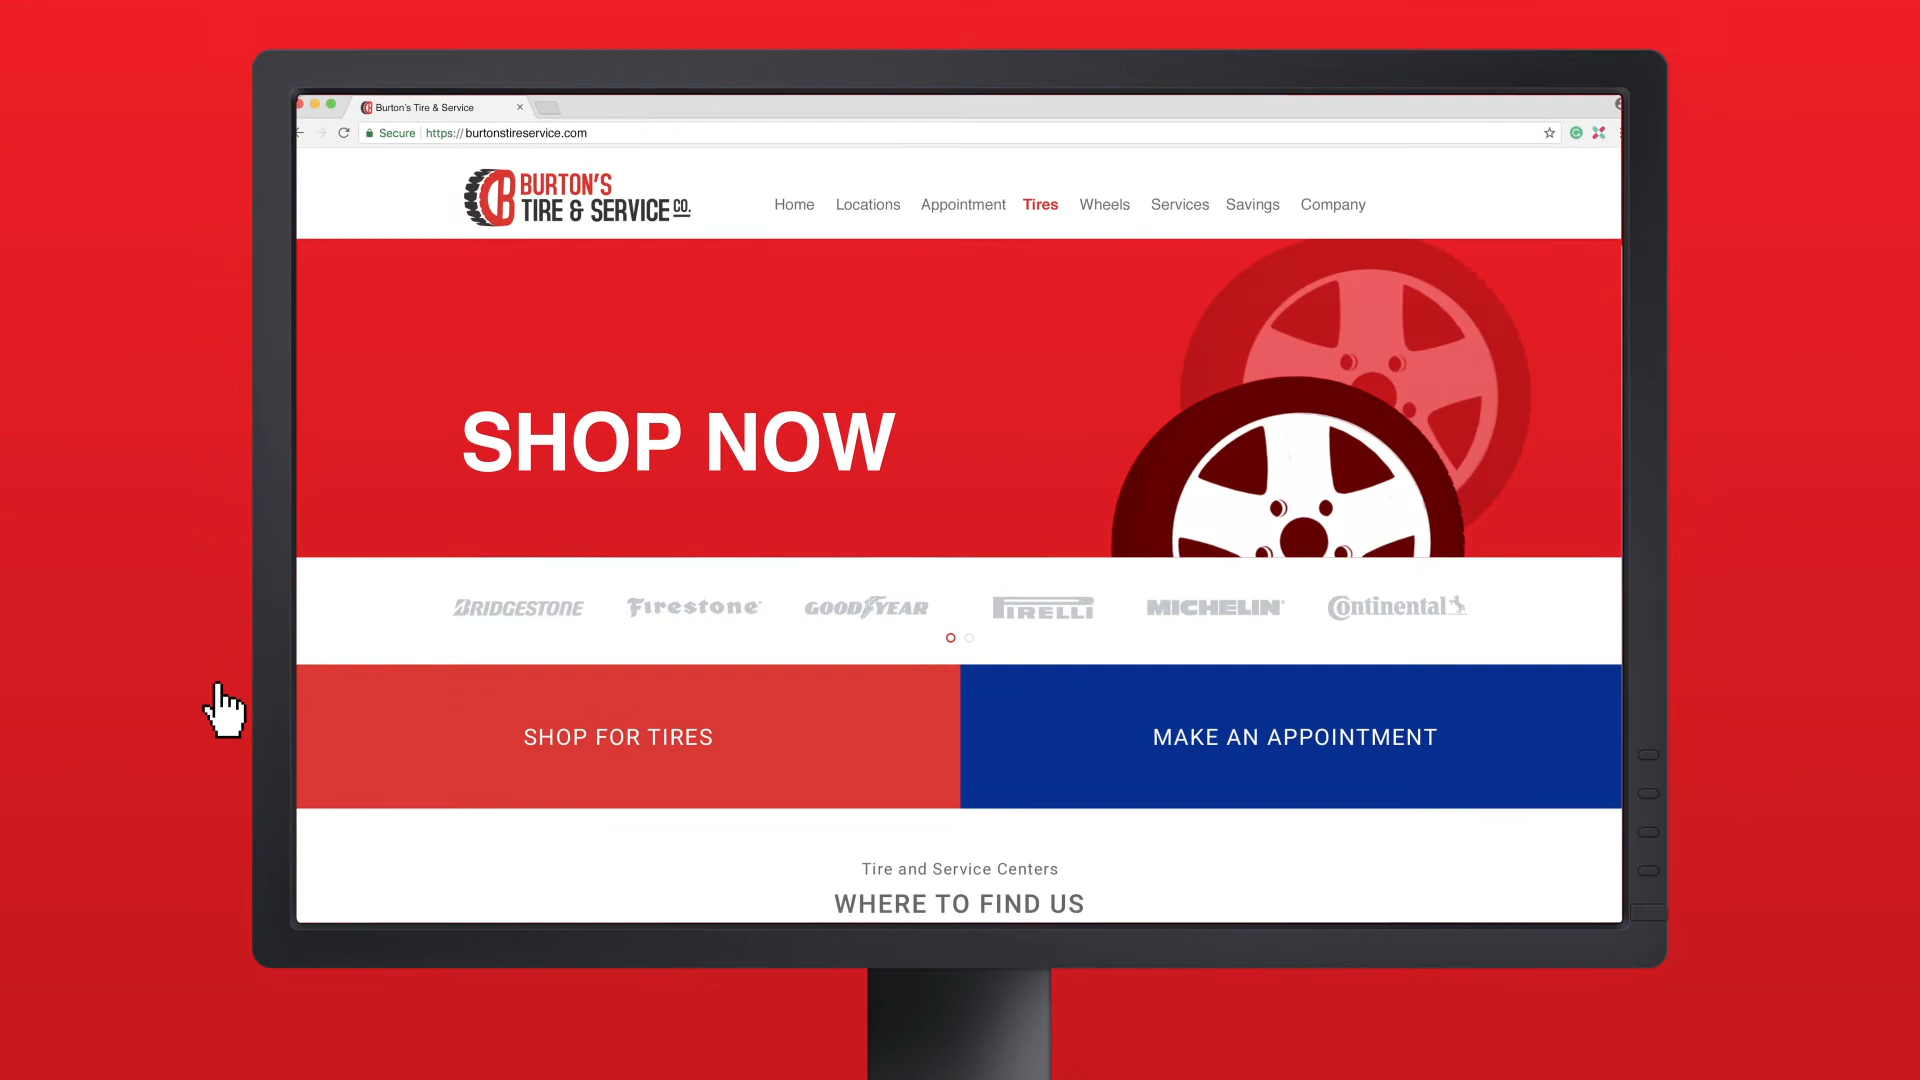 Burton's Tire & Service
Secure https://burtonstireservice.com
BURTON'S
TIRE & SERVICE CO.
Home Locations Appointment Tires Wheels Services Savings Company
SHOP NOW
BRIDGESTONE Firestone GOODYEAR PIRELLI MICHELIN Continental
SHOP FOR TIRES MAKE AN APPOINTMENT
Tire and Service Centers
WHERE TO FIND US